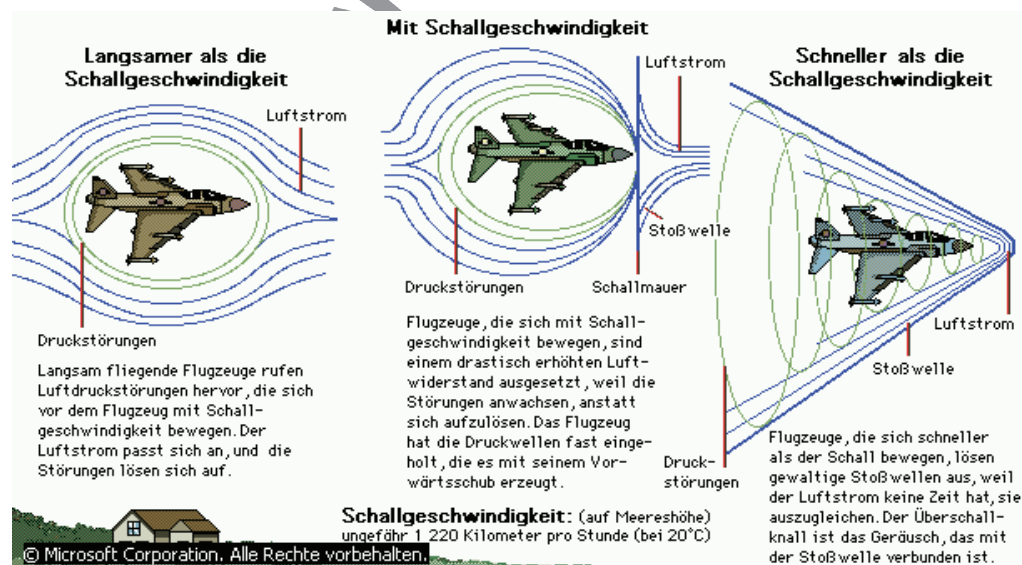 Langsamer als die
Schallgeschwindigkeit
Luftstrom
Druckstörungen
Langsam fliegende Flugzeuge rufen
Luftdruckstörungen hervor, die sich
vor dem Flugzeug mit Schall-
geschwindigkeit bewegen. Der
Luftstrom passt sich an, und die
Störungen lösen sich auf.
Mit Schallgeschwindigkeit
Luftstrom
Stoßwelle
Druckstörungen
Schallmauer
Flugzeuge, die sich mit Schall-
geschwindigkeit bewegen, sind
einem drastisch erhöhten Luft-
widerstand ausgesetzt, weil die
Störungen anwachsen, anstatt
sich aufzulösen. Das Flugzeug
hat die Druckwellen fast einge-
holt, die es mit seinem Vor-
wärtsschub erzeugt.
Schneller als die
Schallgeschwindigkeit
Luftstrom
Stoßwelle
Druck-
störungen
Flugzeuge, die sich schneller
als der Schall bewegen, lösen
gewaltige Stoßwellen aus, weil
der Luftstrom keine Zeit hat, sie
auszugleichen. Der Überschall-
knall ist das Geräusch, das mit
der Stoßwelle verbunden ist.
Schallgeschwindigkeit: (auf Meereshöhe)
ungefähr 1 220 Kilometer pro Stunde (bei 20°C)
© Microsoft Corporation. Alle Rechte vorbehalten.